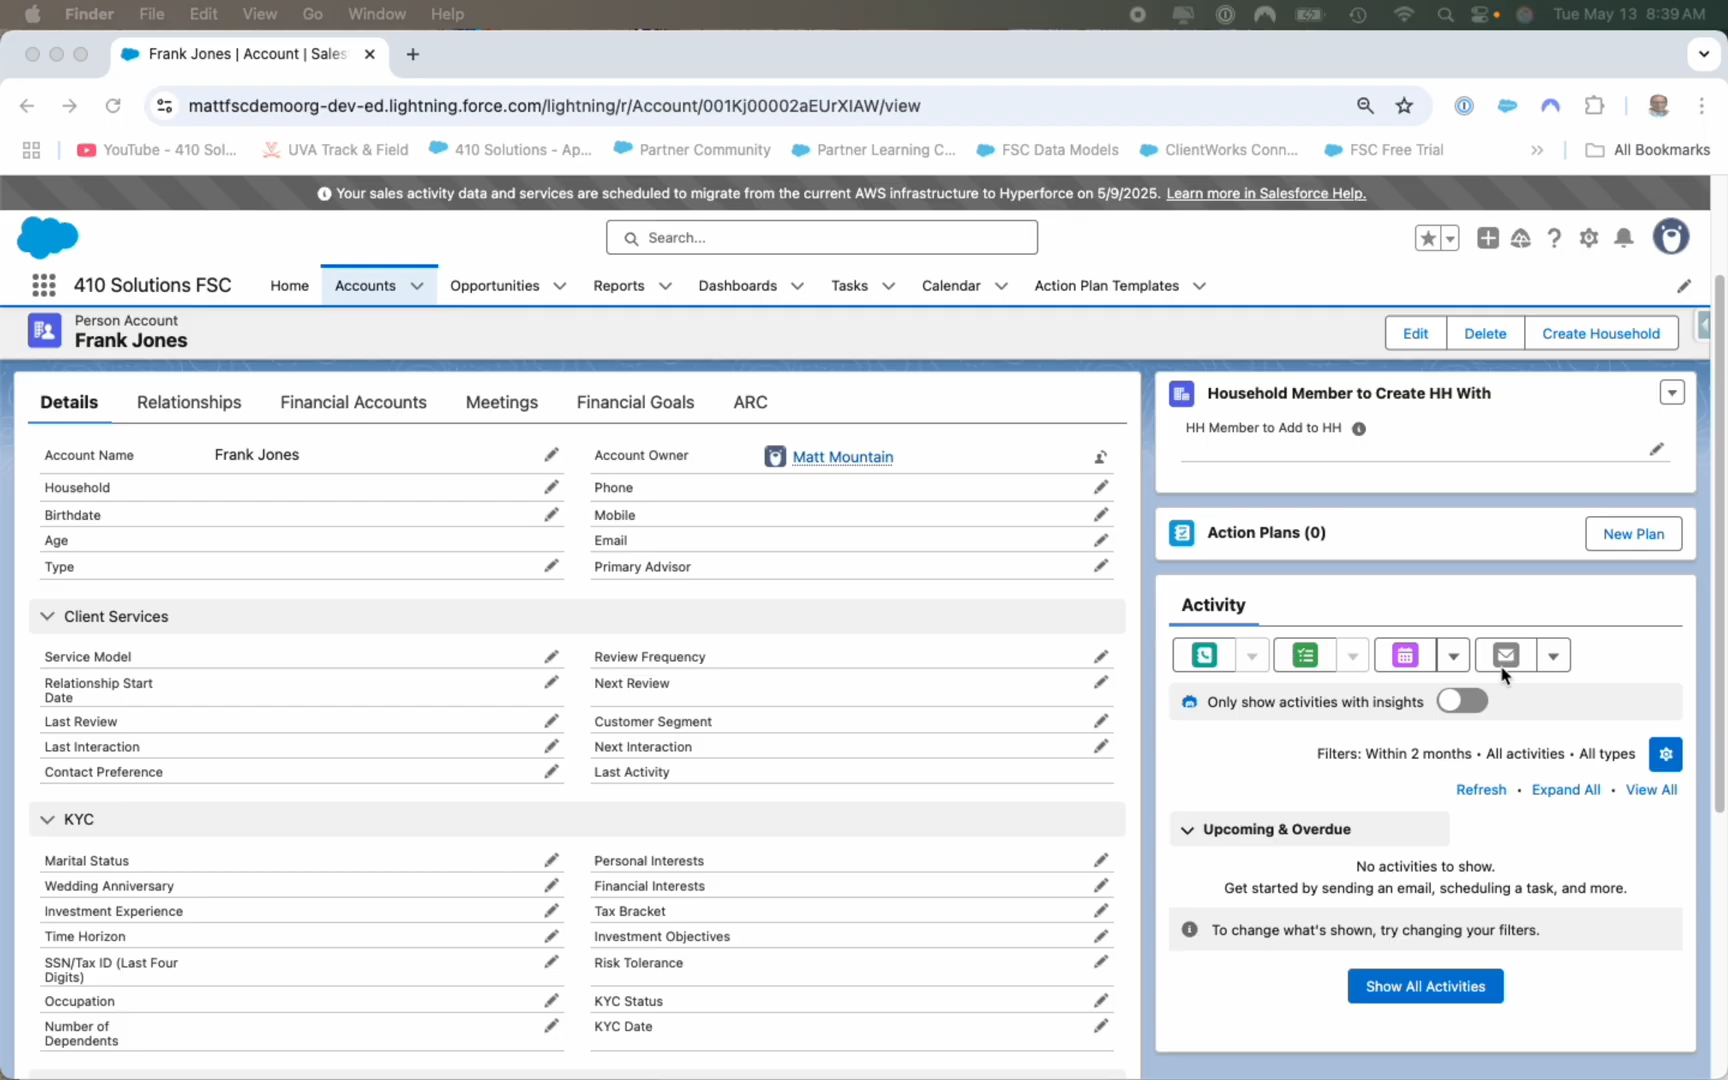 Finder File Edit View Go Window Help Tue May 13 8:39 AM
Frank Jones | Account | Sales
mattfscdemoorg-dev-ed.lightning.force.com/lightning/r/Account/001Kj00002aEUrXIAW/view
YouTube - 410 Sol... UVA Track & Field 410 Solutions - Ap... Partner Community Partner Learning C... FSC Data Models ClientWorks Conn... FSC Free Trial All Bookmarks
Your sales activity data and services are scheduled to migrate from the current AWS infrastructure to Hyperforce on 5/9/2025. Learn more in Salesforce Help.
Search...
410 Solutions FSC Home Accounts Opportunities Reports Dashboards Tasks Calendar Action Plan Templates
Person Account
Frank Jones
Edit Delete Create Household
Details Relationships Financial Accounts Meetings Financial Goals ARC
Account Name Frank Jones Account Owner Matt Mountain
Household Phone
Birthdate Mobile
Age Email
Type Primary Advisor
Client Services
Service Model Review Frequency
Relationship Start Date Next Review
Last Review Customer Segment
Last Interaction Next Interaction
Contact Preference Last Activity
KYC
Marital Status Personal Interests
Wedding Anniversary Financial Interests
Investment Experience Tax Bracket
Time Horizon Investment Objectives
SSN/Tax ID (Last Four Digits) Risk Tolerance
Occupation KYC Status
Number of Dependents KYC Date
Household Member to Create HH With
HH Member to Add to HH
Action Plans (0) New Plan
Activity
Only show activities with insights
Filters: Within 2 months • All activities • All types
Refresh • Expand All • View All
Upcoming & Overdue
No activities to show.
Get started by sending an email, scheduling a task, and more.
To change what's shown, try changing your filters.
Show All Activities